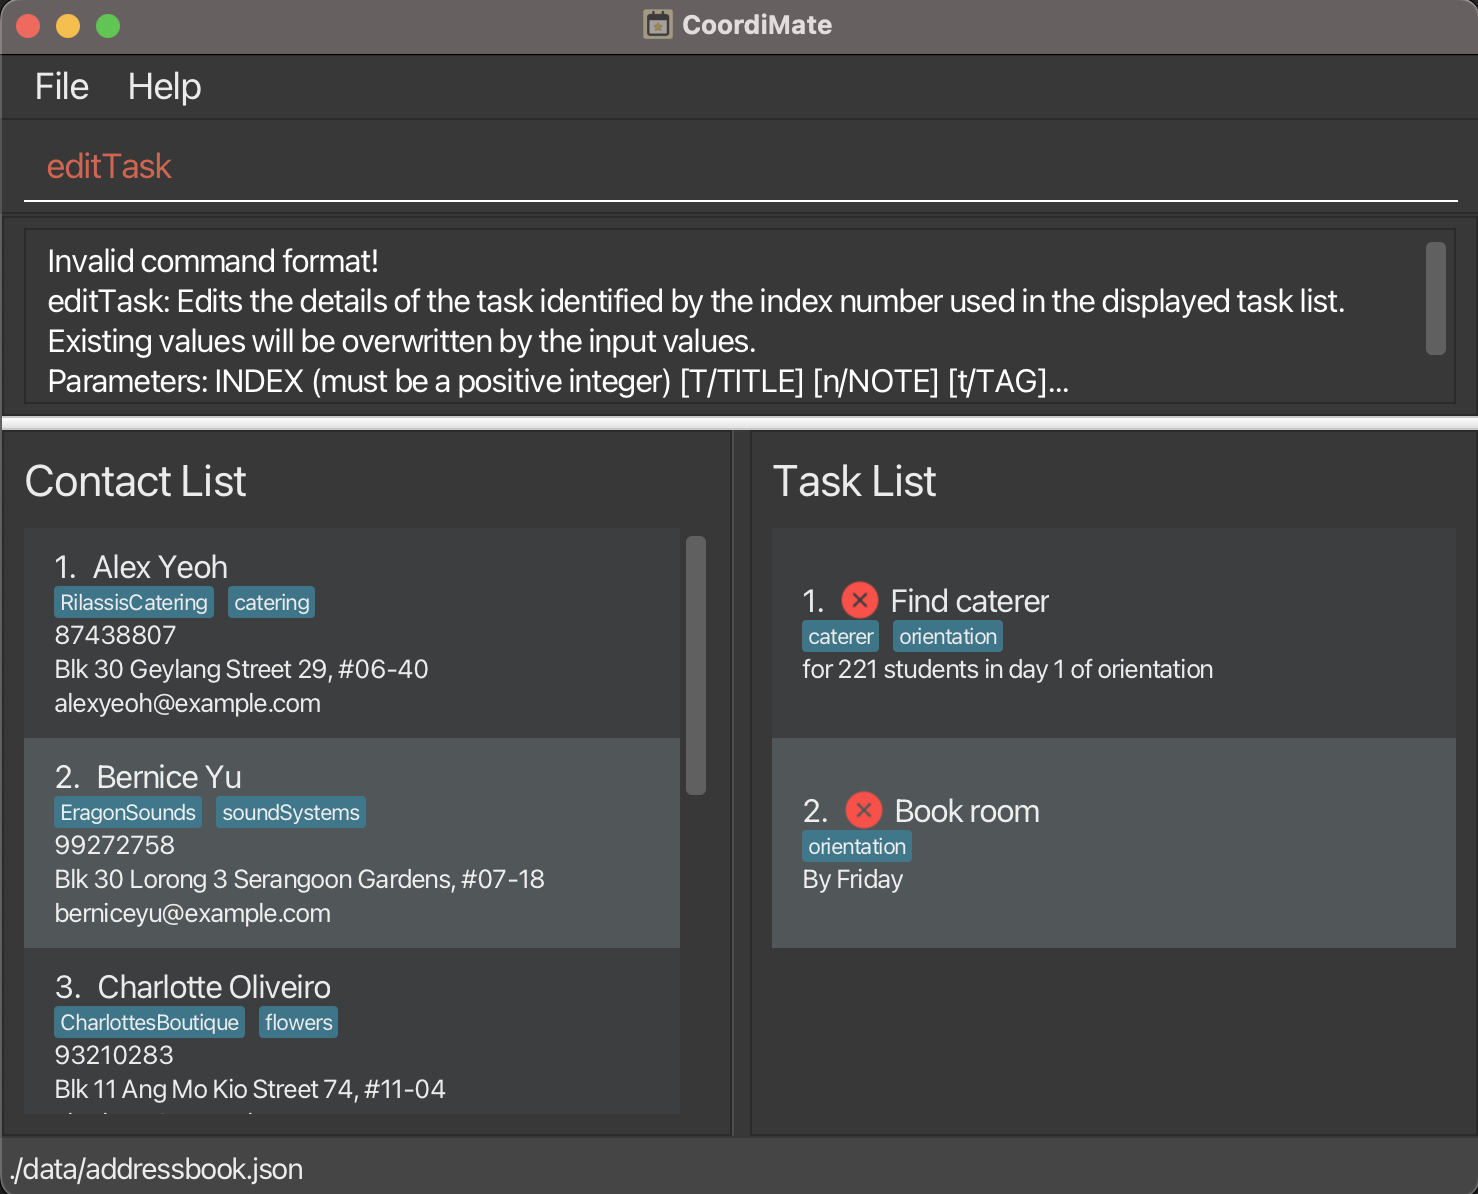 CoordiMate
File Help
editTask
Invalid command format!
editTask: Edits the details of the task identified by the index number used in the displayed task list.
Existing values will be overwritten by the input values.
Parameters: INDEX (must be a positive integer) [T/TITLE] [n/NOTE] [t/TAG]...
Contact List
1. Alex Yeoh
RilassisCatering catering
87438807
Blk 30 Geylang Street 29, #06-40
alexyeoh@example.com
2. Bernice Yu
EragonSounds soundSystems
99272758
Blk 30 Lorong 3 Serangoon Gardens, #07-18
berniceyu@example.com
3. Charlotte Oliveiro
CharlottesBoutique flowers
93210283
Blk 11 Ang Mo Kio Street 74, #11-04
Task List
1. Find caterer
caterer orientation
for 221 students in day 1 of orientation
2. Book room
orientation
By Friday
./data/addressbook.json